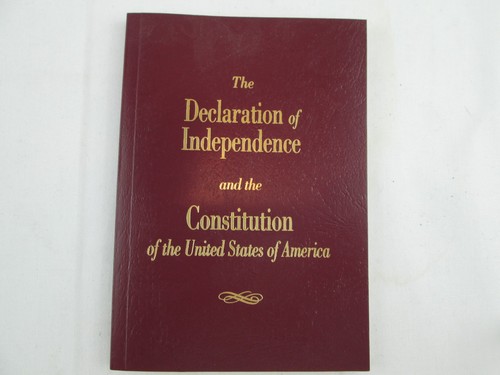 The
Declaration of
Independence
and the
Constitution
of the United States of America